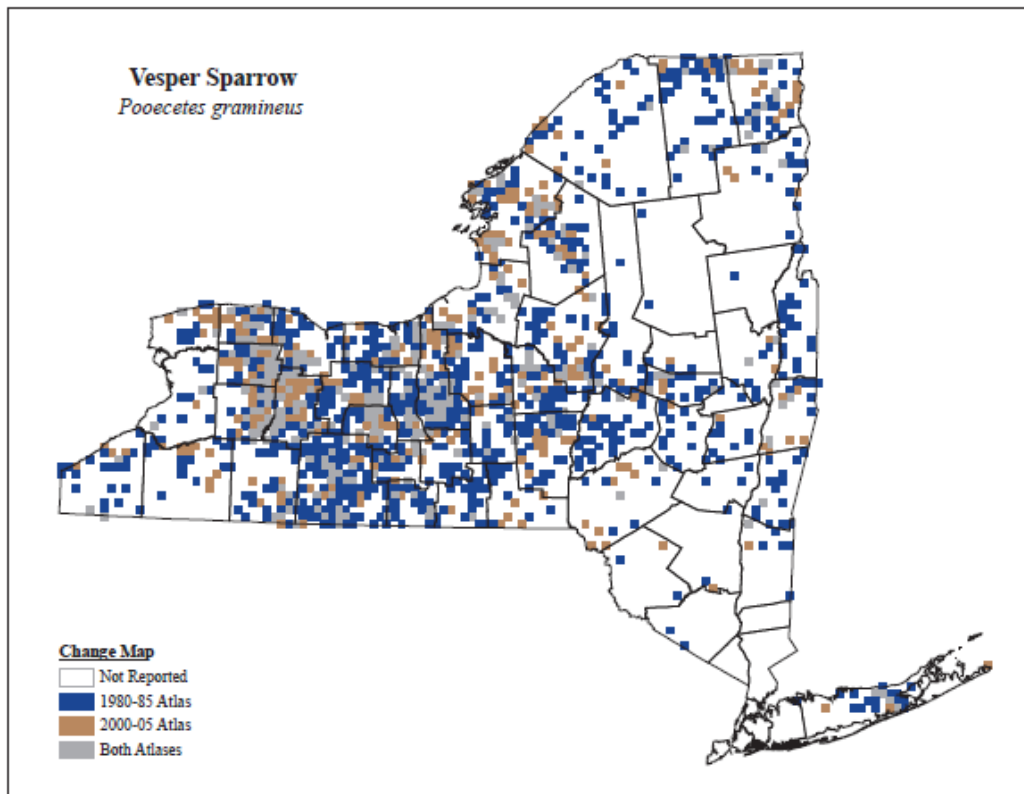 Vesper Sparrow
Pooecetes gramineus
Change Map
Not Reported
1980-85 Atlas
2000-05 Atlas
Both Atlases